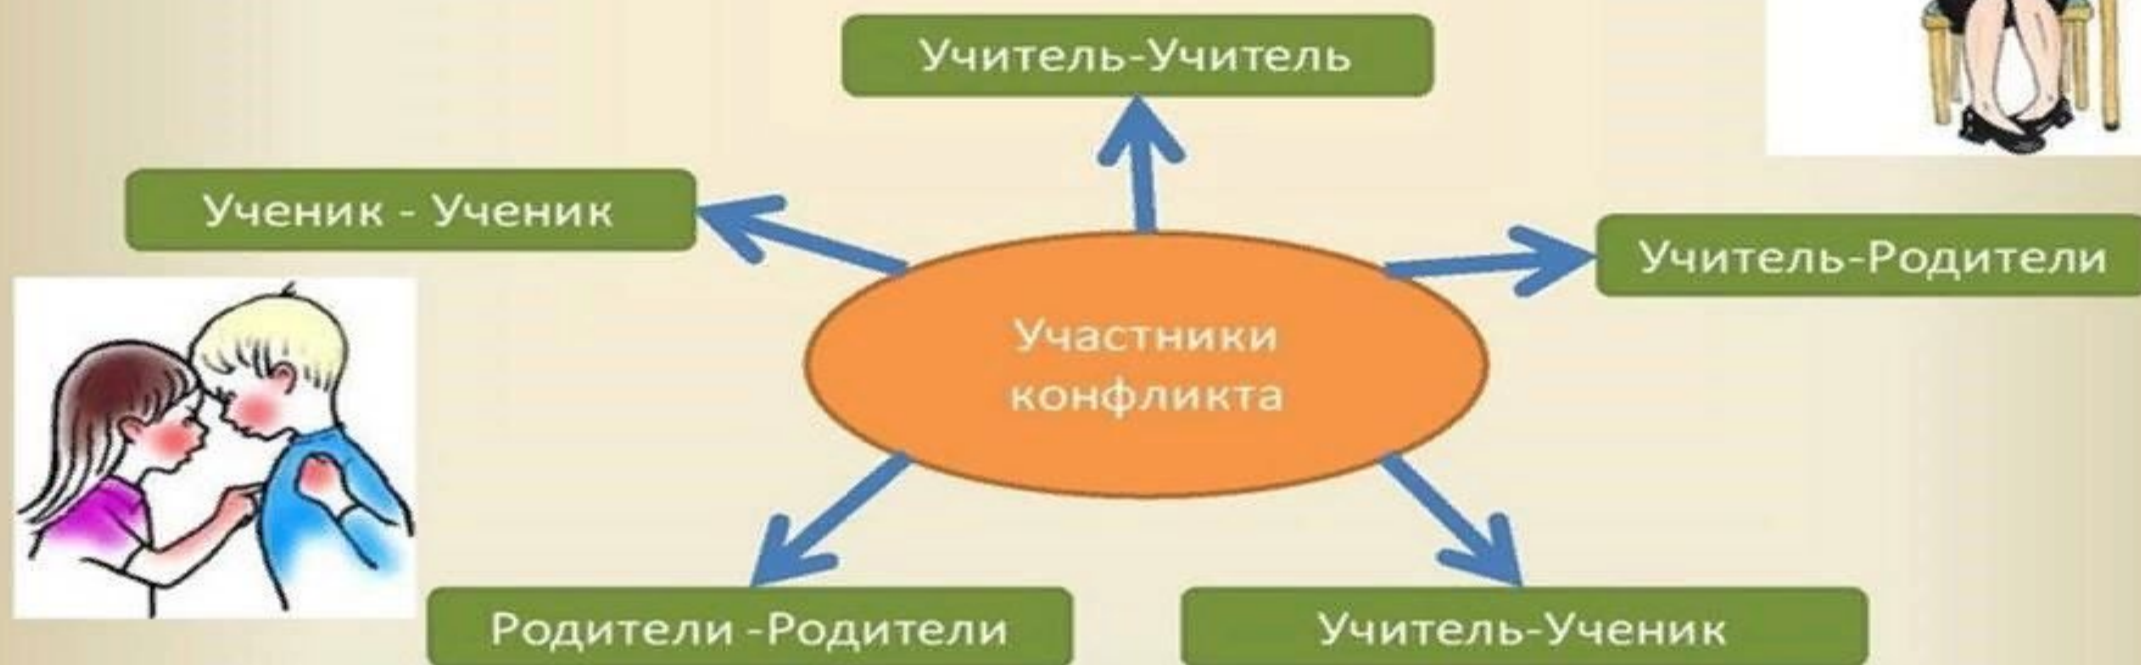 Учитель-Учитель
Ученик - Ученик
Учитель-Родители
Участники
конфликта
Родители -Родители
Учитель-Ученик